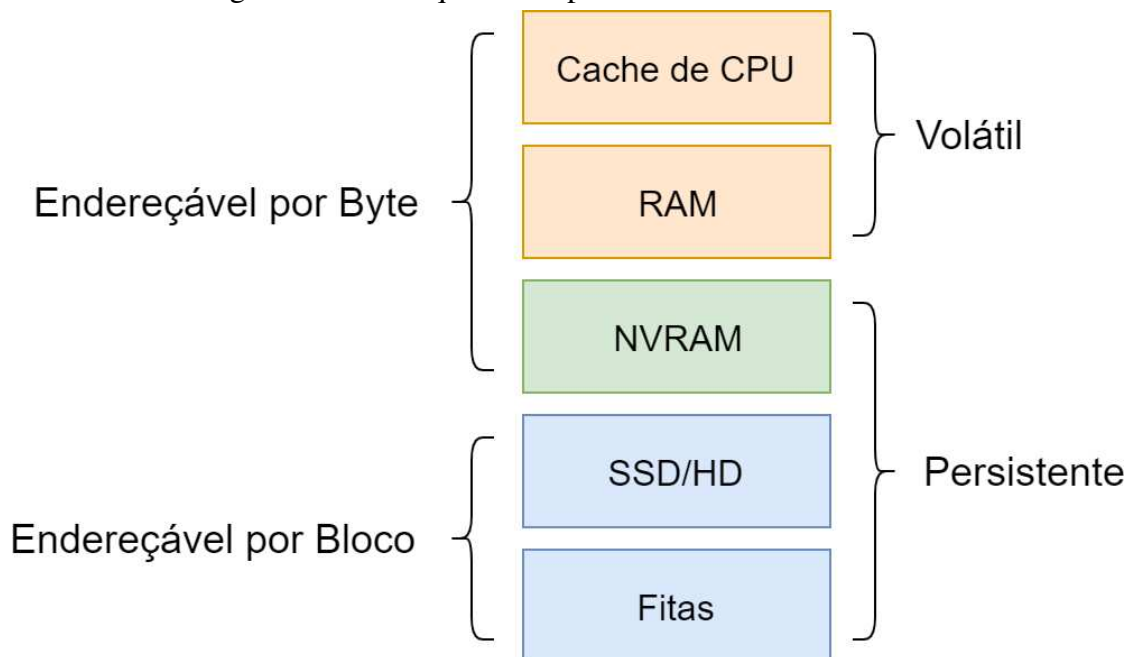 Cache de CPU
Volátil
Endereçável por Byte
RAM
NVRAM
SSD/HD
Persistente
Endereçável por Bloco
Fitas